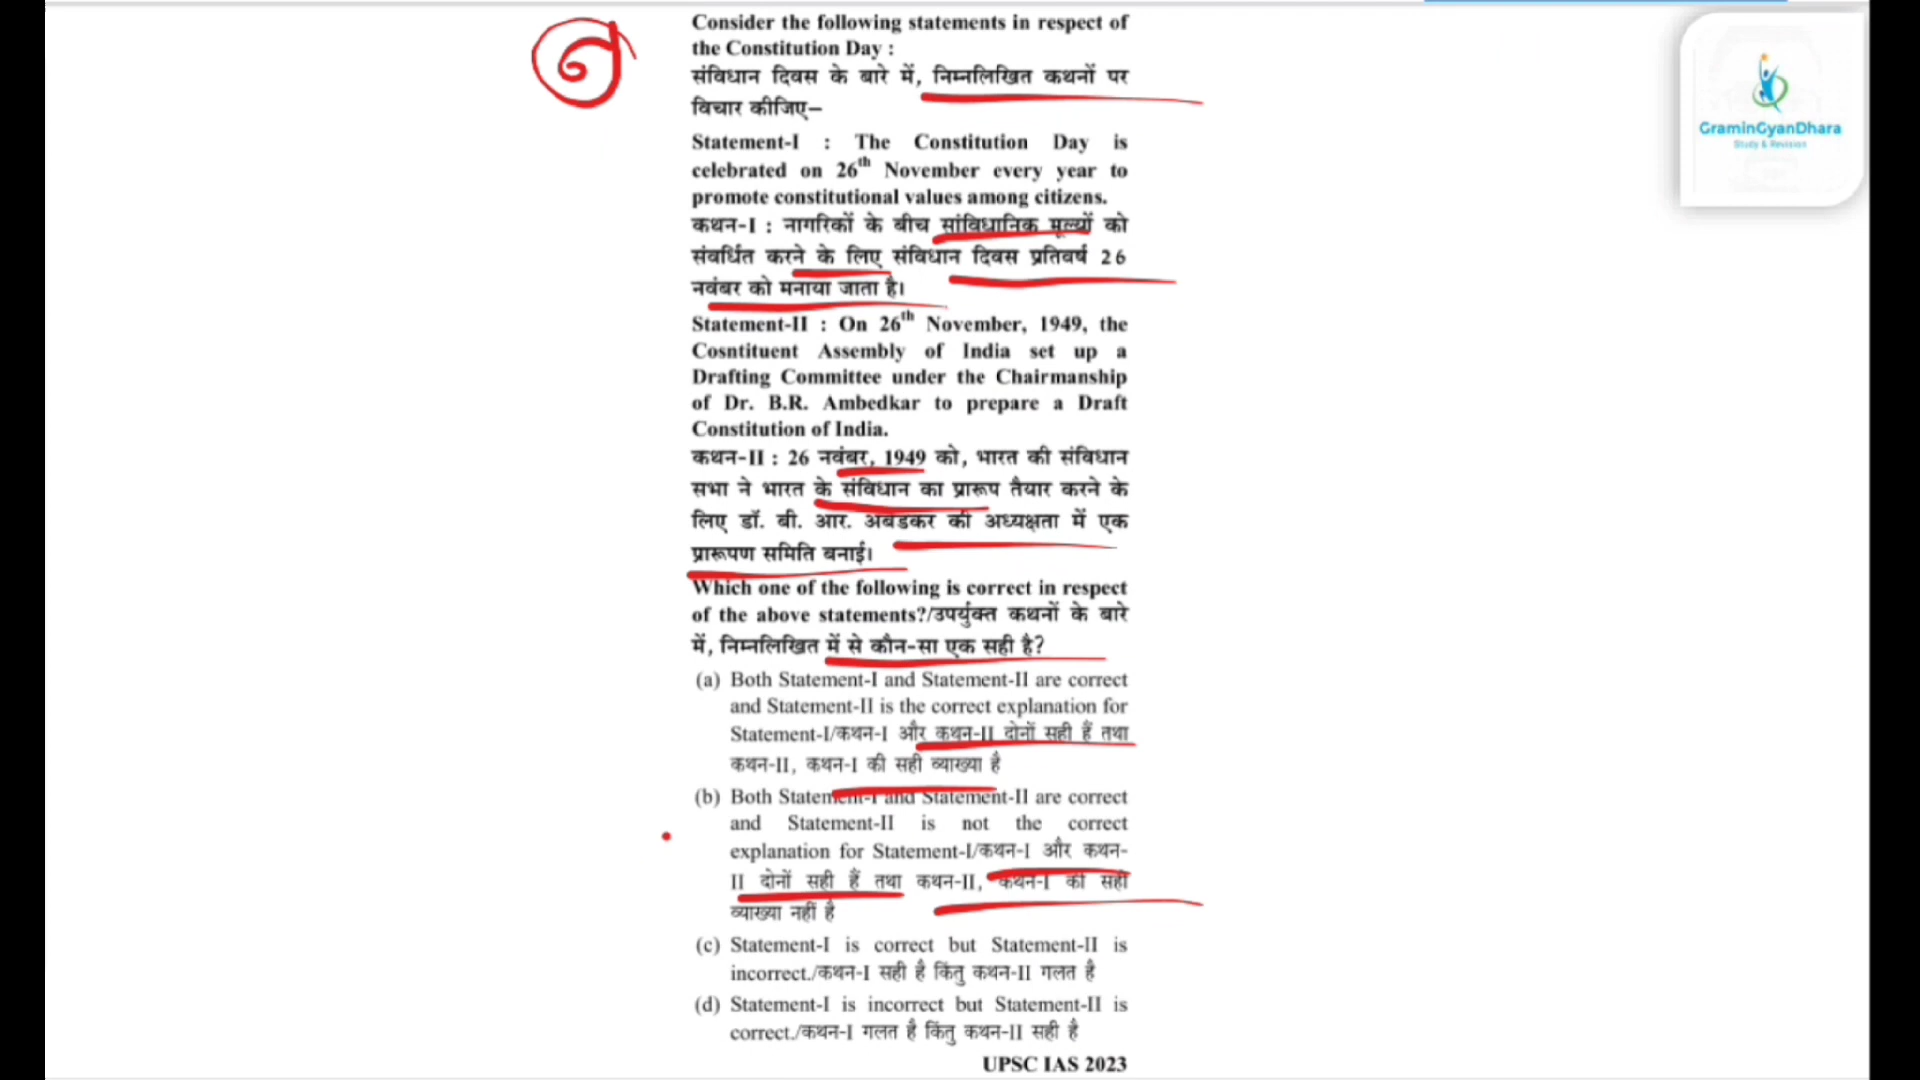 Consider the following statements in respect of
the Constitution Day :
संविधान दिवस के बारे में, निम्नलिखित कथनों पर
विचार कीजिए–
Statement-I : The Constitution Day is
celebrated on 26th November every year to
promote constitutional values among citizens.
कथन-I : नागरिकों के बीच सांविधानिक मूल्यों को
संवर्धित करने के लिए संविधान दिवस प्रतिवर्ष 26
नवंबर को मनाया जाता है।
Statement-II : On 26th November, 1949, the
Cosntituent Assembly of India set up a
Drafting Committee under the Chairmanship
of Dr. B.R. Ambedkar to prepare a Draft
Constitution of India.
कथन-II : 26 नवंबर, 1949 को, भारत की संविधान
सभा ने भारत के संविधान का प्रारूप तैयार करने के
लिए डॉ. बी. आर. अंबेडकर की अध्यक्षता में एक
प्रारूपण समिति बनाई।
Which one of the following is correct in respect
of the above statements?/उपर्युक्त कथनों के बारे
में, निम्नलिखित में से कौन-सा एक सही है?
(a) Both Statement-I and Statement-II are correct
and Statement-II is the correct explanation for
Statement-I/कथन-I और कथन-II दोनों सही हैं तथा
कथन-II, कथन-I की सही व्याख्या है
(b) Both Statement-I and Statement-II are correct
and Statement-II is not the correct
explanation for Statement-I/कथन-I और कथन-
II दोनों सही हैं तथा कथन-II, कथन-I की सही
व्याख्या नहीं है
(c) Statement-I is correct but Statement-II is
incorrect./कथन-I सही है किंतु कथन-II गलत है
(d) Statement-I is incorrect but Statement-II is
correct./कथन-I गलत है किंतु कथन-II सही है
UPSC IAS 2023
GraminGyanDhara
Study & Revision